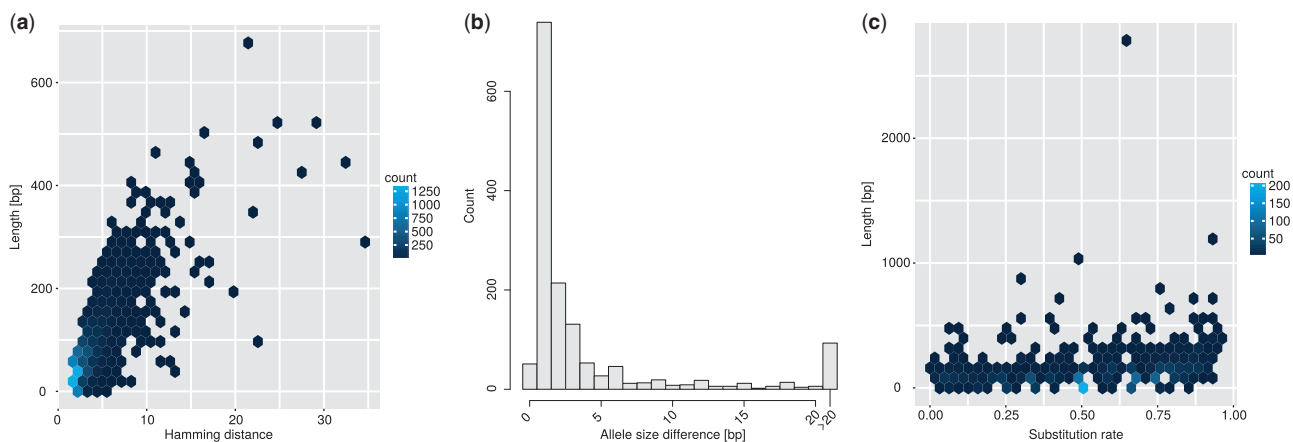 (a)
Length [bp]
600
400
200
0
0 10 20 30
Hamming distance
count
1250
1000
750
500
250
(b)
Count
600
400
200
0
0 5 10 15 20 >20
Allele size difference [bp]
(c)
Length [bp]
2000
1000
0
0.00 0.25 0.50 0.75 1.00
Substitution rate
count
200
150
100
50